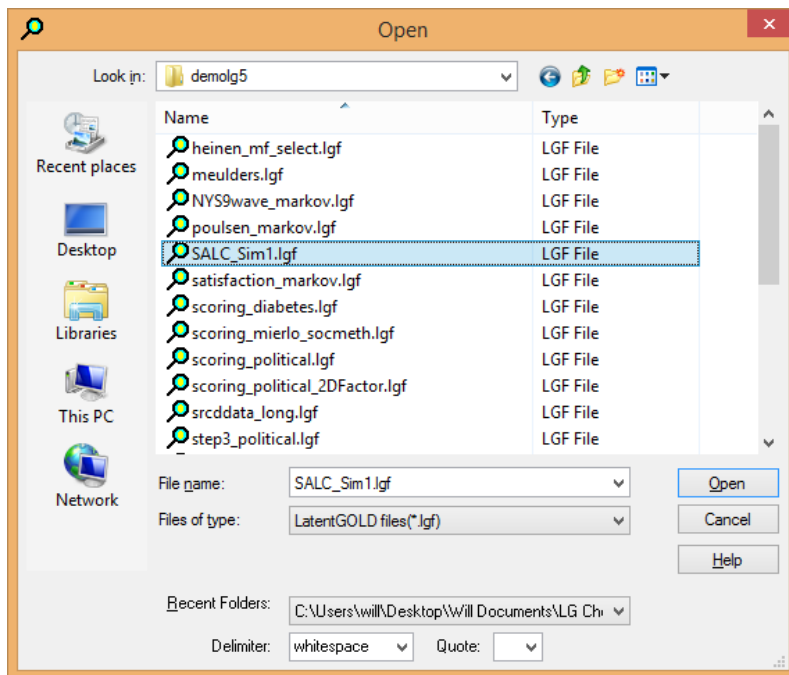 Open
Look in: demolg5
Name Type
Recent places
Desktop
Libraries
This PC
Network
heinen_mf_select.lgf LGF File
meulders.lgf LGF File
NYS9wave_markov.lgf LGF File
poulsen_markov.lgf LGF File
SALC_Sim1.lgf LGF File
satisfaction_markov.lgf LGF File
scoring_diabetes.lgf LGF File
scoring_mierlo_socmeth.lgf LGF File
scoring_political.lgf LGF File
scoring_political_2DFactor.lgf LGF File
srcddata_long.lgf LGF File
step3_political.lgf LGF File
File name: SALC_Sim1.lgf Open
Files of type: LatentGOLD files(*.lgf) Cancel
Help
Recent Folders: C:\Users\will\Desktop\Will Documents\LG
Delimiter: whitespace Quote: